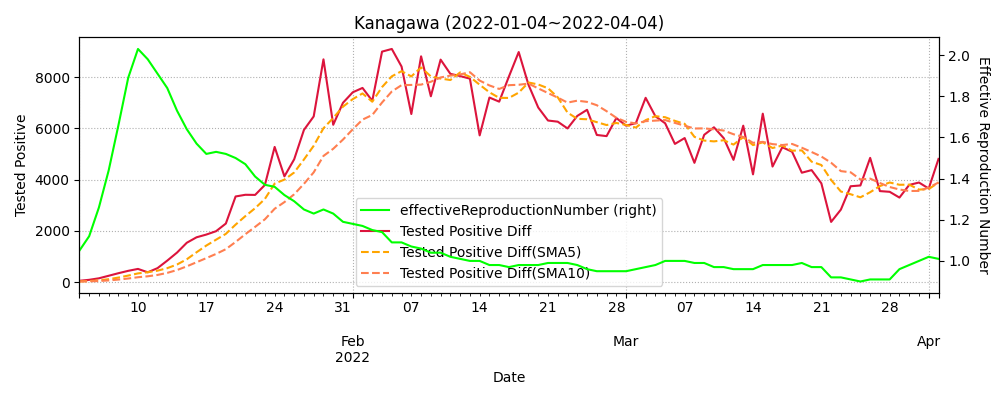 Kanagawa (2022-01-04~2022-04-04)
Tested Positive
8000
6000
4000
2000
0
2.0
1.8
1.6
1.4
1.2
1.0
Effective Reproduction Number
effectiveReproductionNumber (right)
Tested Positive Diff
Tested Positive Diff(SMA5)
Tested Positive Diff(SMA10)
10 17 24 31 07 14 21 28 07 14 21 28
Feb Mar Apr
2022
Date